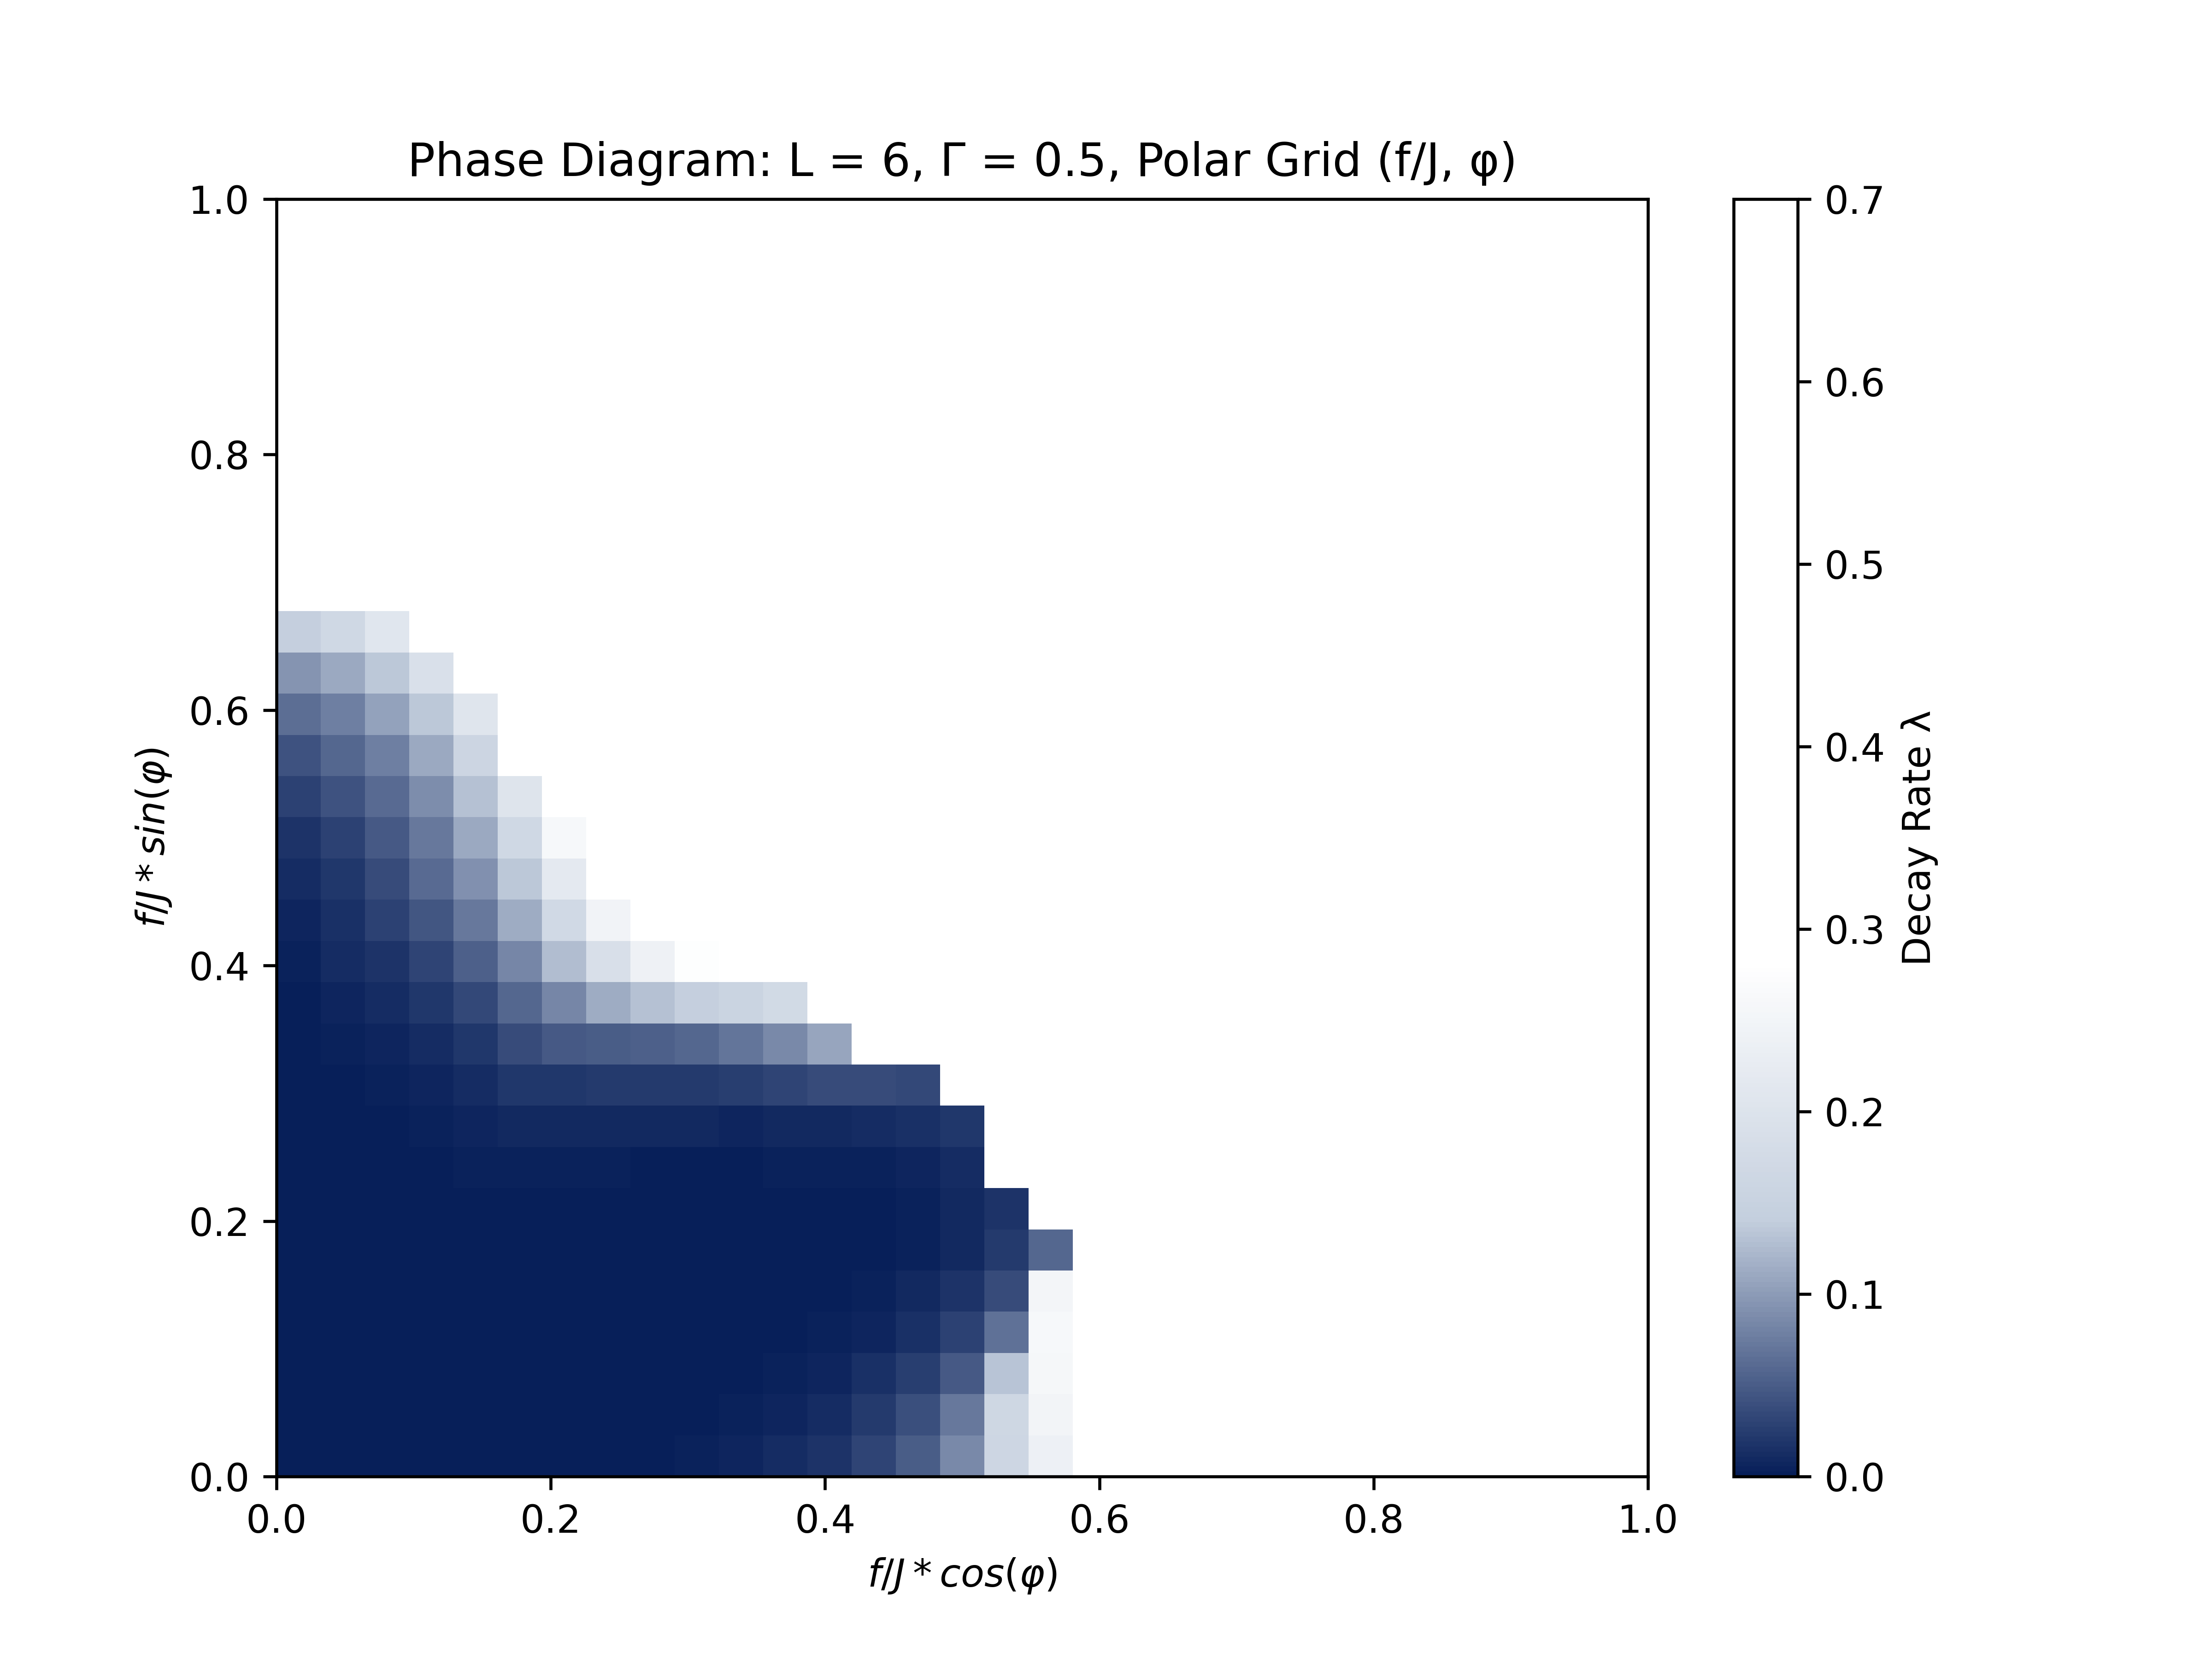 Phase Diagram: L = 6, Γ = 0.5, Polar Grid (f/J, φ)
1.0
0.8
0.6
0.4
0.2
0.0
f/J * sin(φ)
0.0 0.2 0.4 0.6 0.8 1.0
f/J * cos(φ)
0.7
0.6
0.5
0.4
0.3
0.2
0.1
0.0
Decay Rate λ